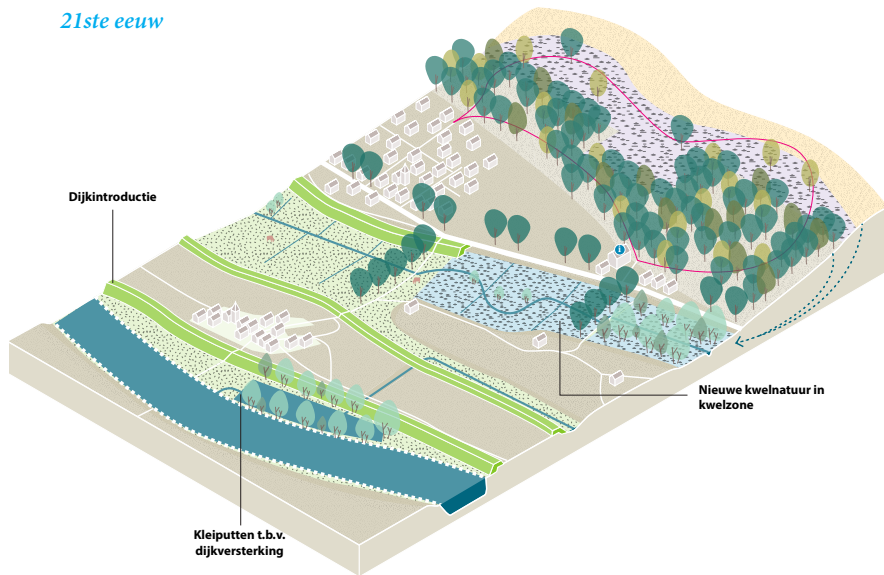 21ste eeuw
Dijkintroductie
i
Nieuwe kwelnatuur in
kwelzone
Kleiputten t.b.v.
dijkversterking